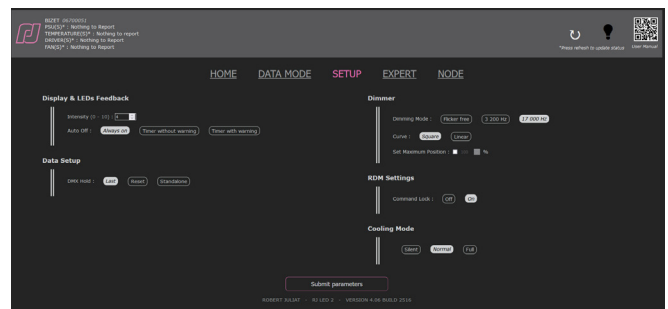 BIZET #6700051
PSU(S)* : Nothing to Report
TEMPERATURE(S)* : Nothing to report
DRIVER(S)* : Nothing to Report
FAN(S)* : Nothing to Report
*Press refresh to update status
User Manual
HOME DATA MODE SETUP EXPERT NODE
Display & LEDs Feedback
Intensity (0 - 10) :
Auto Off : Always on Timer without warning Timer with warning
Data Setup
DMX Hold : Last Reset Standalone
Dimmer
Dimming Mode : Flicker free 3 200 Hz 17 000 Hz
Curve : Square Linear
Set Maximum Position : %
RDM Settings
Command Lock : Off On
Cooling Mode
Silent Normal Full
Submit parameters
ROBERT JULIAT - RJ LED 2 - VERSION 4.06 BUILD 2516